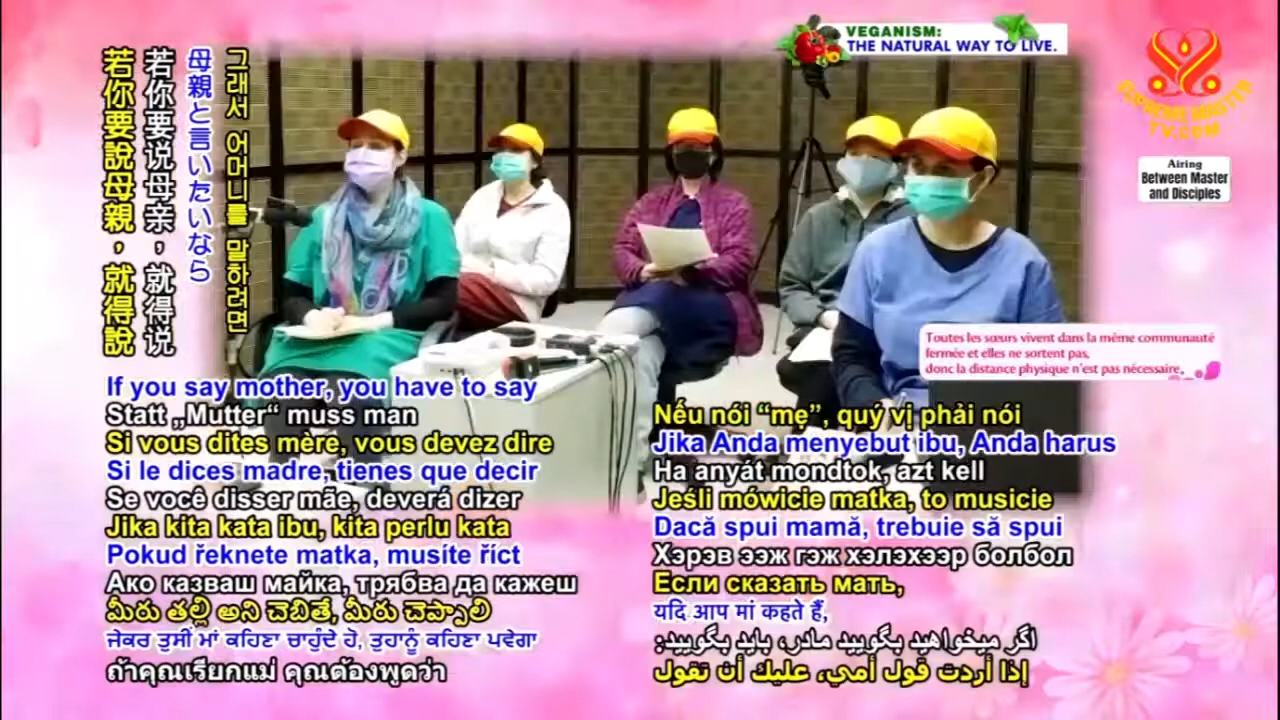 VEGANISM:
THE NATURAL WAY TO LIVE.
SUPREME MASTER
TV.COM
Airing
Between Master
and Disciples
그래서 어머니를 말하려면
母親と言いたいなら
若你要说母亲，就得说
若你要說母親，就得說
Toutes les sœurs vivent dans la même communauté
fermée et elles ne sortent pas,
donc la distance physique n'est pas nécessaire.
If you say mother, you have to say
Statt „Mutter“ muss man
Si vous dites mère, vous devez dire
Si le dices madre, tienes que decir
Se você disser mãe, deverá dizer
Jika kita kata ibu, kita perlu kata
Pokud řeknete matka, musíte říct
Ако казваш майка, трябва да кажеш
మీరు తల్లి అని చెబితే, మీరు చెప్పాలి
ਜੇਕਰ ਤੁਸੀਂ ਮਾਂ ਕਹਿਣਾ ਚਾਹੁੰਦੇ ਹੋ, ਤੁਹਾਨੂੰ ਕਹਿਣਾ ਪਵੇਗਾ
ถ้าคุณเรียกแม่ คุณต้องพูดว่า
Nếu nói “mẹ”, quý vị phải nói
Jika Anda menyebut ibu, Anda harus
Ha anyát mondtok, azt kell
Jeśli mówicie matka, to musicie
Dacă spui mamă, trebuie să spui
Хэрэв ээж гэж хэлэхээр болбол
Если сказать мать,
यदि आप मां कहते हैं,
اگر میخواهید بگویید مادر، باید بگویید:
إذا أردت قول أمي، عليك أن تقول